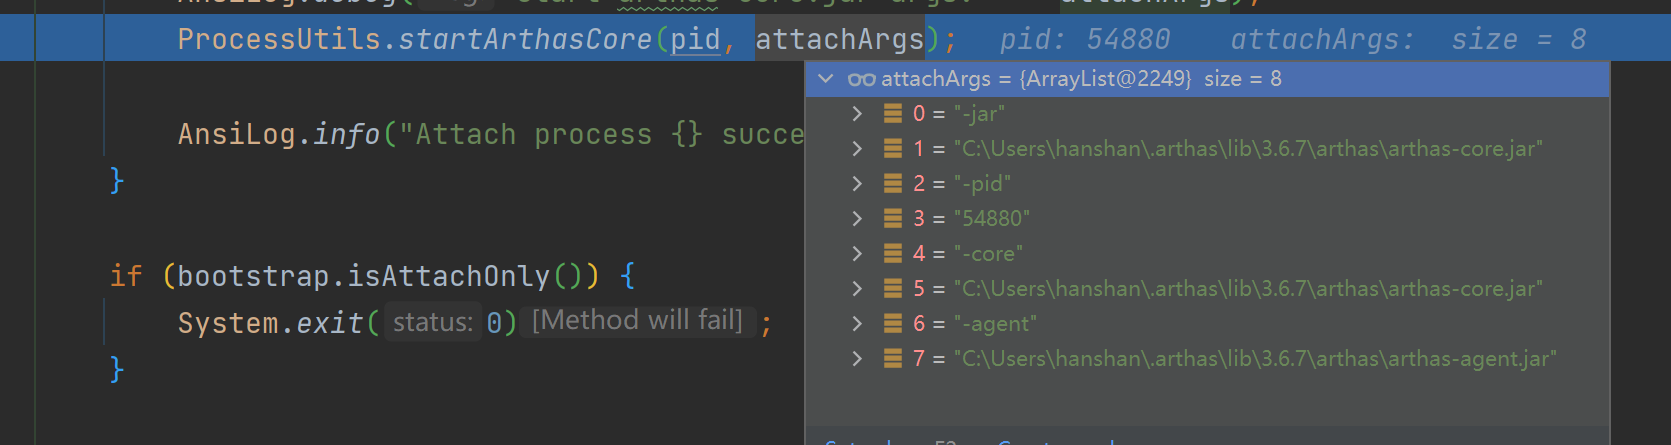 ProcessUtils.startArthasCore(pid, attachArgs); pid: 54880 attachArgs: size = 8
attachArgs = {ArrayList@2249} size = 8
0 = "-jar"
1 = "C:\Users\hanshan\.arthas\lib\3.6.7\arthas\arthas-core.jar"
AnsiLog.info("Attach process {} succe
2 = "-pid"
}
3 = "54880"
4 = "-core"
if (bootstrap.isAttachOnly()) {
5 = "C:\Users\hanshan\.arthas\lib\3.6.7\arthas\arthas-core.jar"
System.exit( status: 0) [Method will fail] ;
6 = "-agent"
}
7 = "C:\Users\hanshan\.arthas\lib\3.6.7\arthas\arthas-agent.jar"